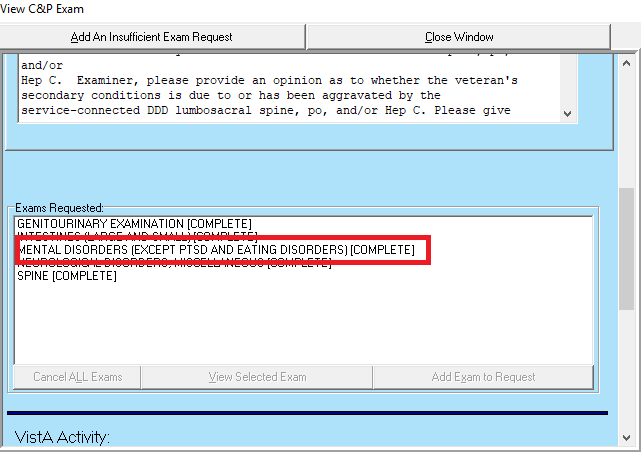 View C&P Exam
Add An Insufficient Exam Request
Close Window
and/or
Hep C. Examiner, please provide an opinion as to whether the veteran's
secondary conditions is due to or has been aggravated by the
service-connected DDD lumbosacral spine, po, and/or Hep C. Please give
Exams Requested:
GENITOURINARY EXAMINATION [COMPLETE]
INTESTINES (LARGE AND SMALL) [COMPLETE]
MENTAL DISORDERS (EXCEPT PTSD AND EATING DISORDERS) [COMPLETE]
NEUROLOGICAL DISORDERS, MISCELLANEOUS [COMPLETE]
SPINE [COMPLETE]
Cancel ALL Exams
View Selected Exam
Add Exam to Request
VistA Activity: